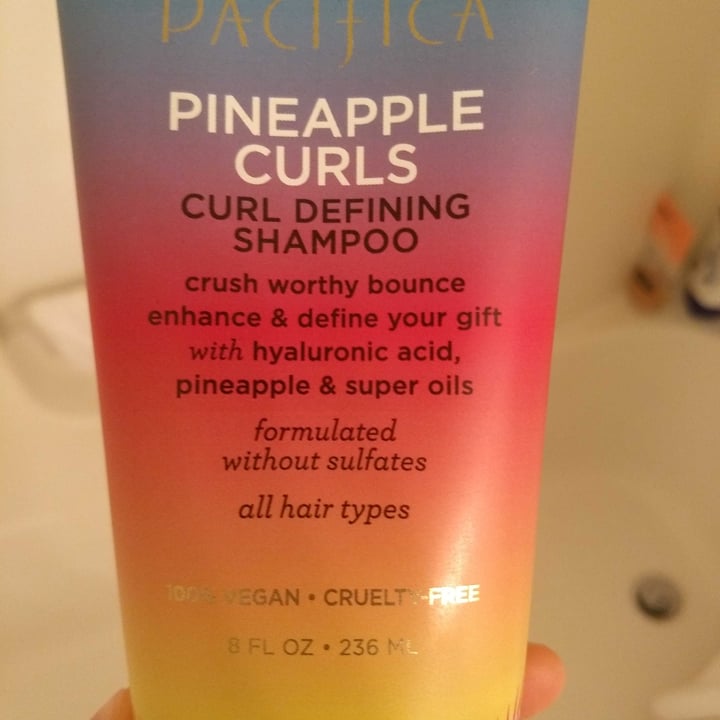 PACIFICA
PINEAPPLE
CURLS
CURL DEFINING
SHAMPOO
crush worthy bounce
enhance & define your gift
with hyaluronic acid,
pineapple & super oils
formulated
without sulfates
all hair types
100% VEGAN • CRUELTY-FREE
8 FL OZ • 236 ML